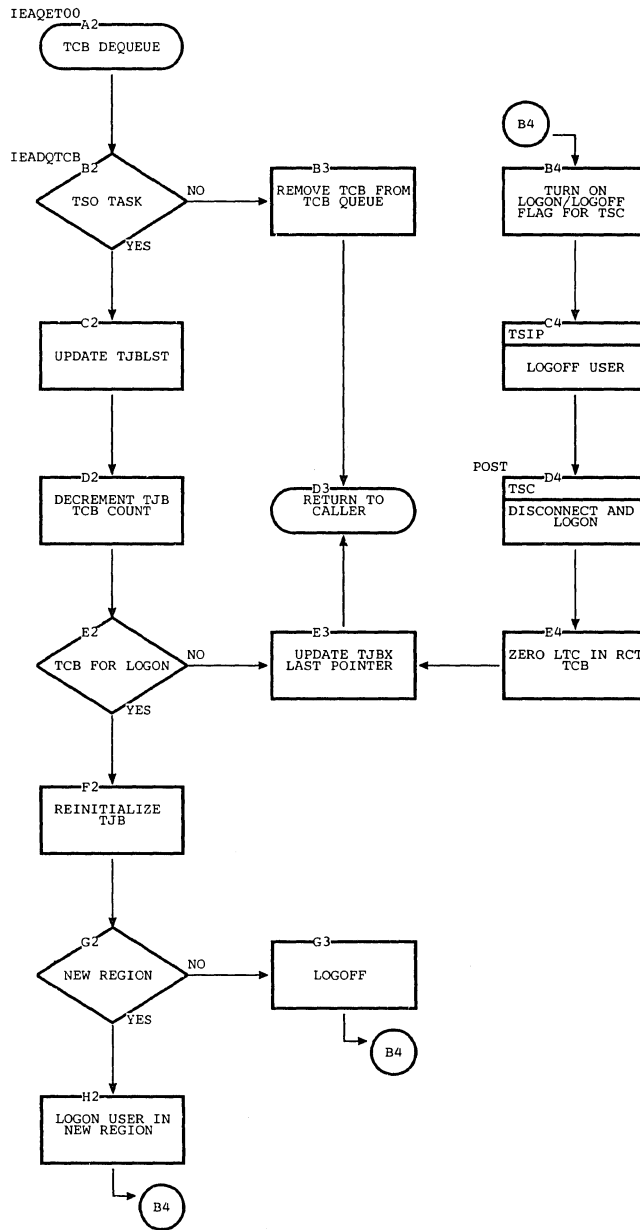 IEAQET00
A2
TCB DEQUEUE
B4
IEADQTCB
B2
TSO TASK
NO
YES
B3
REMOVE TCB FROM
TCB QUEUE
B4
TURN ON
LOGON/LOGOFF
FLAG FOR TSC
C2
UPDATE TJBLST
C4
TSIP
LOGOFF USER
D2
DECREMENT TJB
TCB COUNT
D3
RETURN TO
CALLER
POST
D4
TSC
DISCONNECT AND
LOGON
E2
TCB FOR LOGON
NO
YES
E3
UPDATE TJBX
LAST POINTER
E4
ZERO LTC IN RCT
TCB
F2
REINITIALIZE
TJB
G2
NEW REGION
NO
YES
G3
LOGOFF
B4
H2
LOGON USER IN
NEW REGION
B4